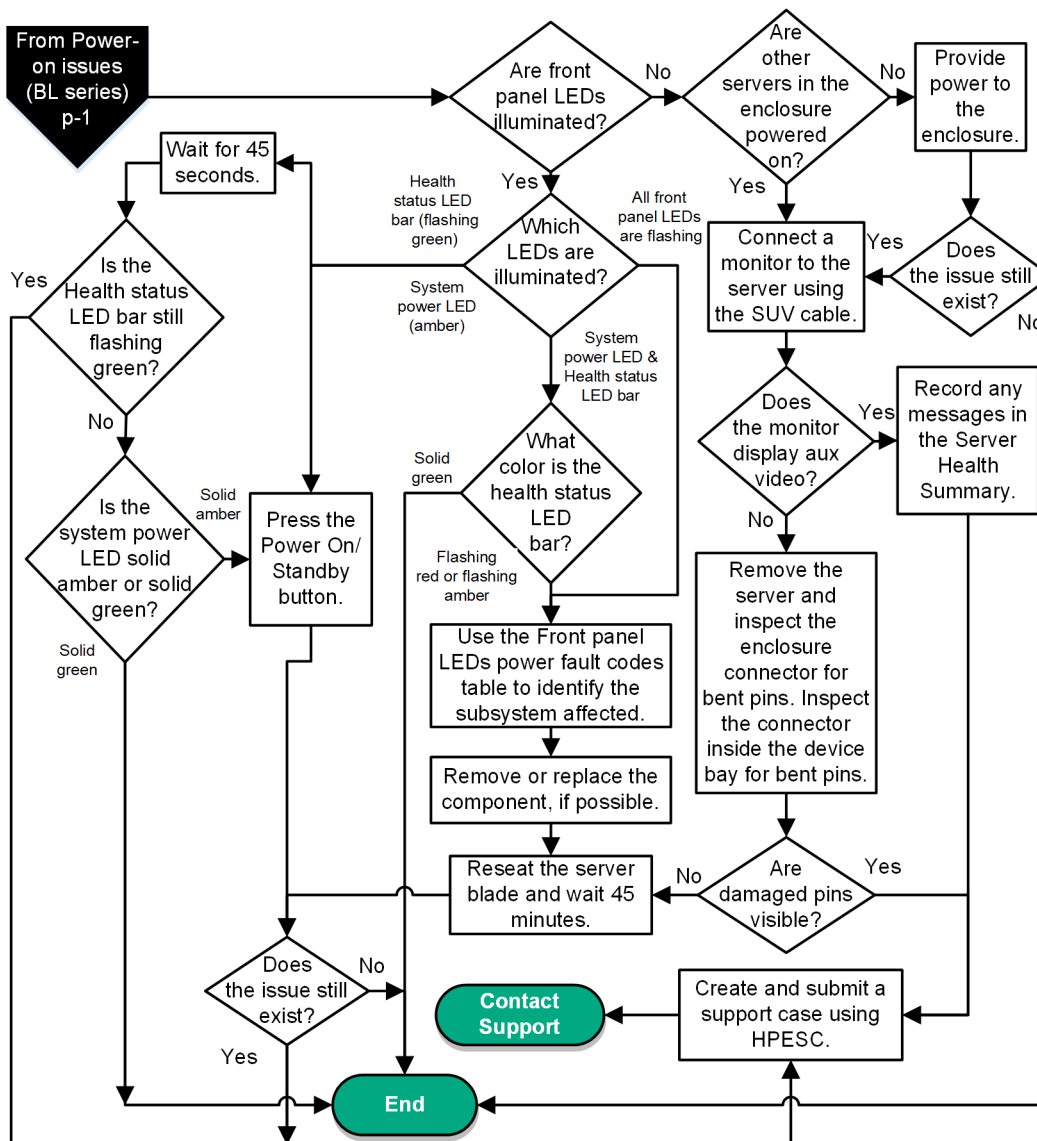 From Power-
on issues
(BL series)
p-1
Are front
panel LEDs
illuminated?
No
Are
other
servers in the
enclosure
powered
on?
No
Provide
power to
the
enclosure.
Wait for 45
seconds.
Health
status LED
bar (flashing
green)
Yes
All front
panel LEDs
are flashing
Yes
Which
LEDs are
illuminated?
System
power LED
(amber)
Connect a
monitor to the
server using
the SUV cable.
Yes
Does
the issue still
exist?
No
Yes
Is the
Health status
LED bar still
flashing
green?
No
System
power LED &
Health status
LED bar
Does
the monitor
display aux
video?
Yes
Record any
messages in
the Server
Health
Summary.
No
What
color is the
health status
LED
bar?
Solid
green
Flashing
red or flashing
amber
Is the
system power
LED solid
amber or solid
green?
Solid
amber
Solid
green
Press the
Power On/
Standby
button.
Remove the
server and
inspect the
enclosure
connector for
bent pins. Inspect
the connector
inside the device
bay for bent pins.
Use the Front panel
LEDs power fault codes
table to identify the
subsystem affected.
Remove or replace the
component, if possible.
Reseat the server
blade and wait 45
minutes.
No
Are
damaged pins
visible?
Yes
Does
the issue still
exist?
No
Yes
Contact
Support
Create and submit a
support case using
HPESC.
End